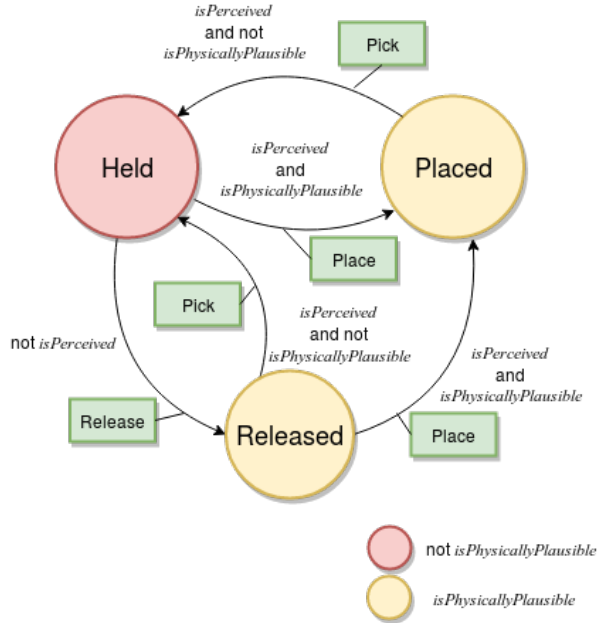 isPerceived
and not
isPhysicallyPlausible
Pick
Held
isPerceived
and
isPhysicallyPlausible
Placed
Place
Pick
isPerceived
and not
isPhysicallyPlausible
not isPerceived
isPerceived
and
isPhysicallyPlausible
Release
Released
Place
not isPhysicallyPlausible
isPhysicallyPlausible